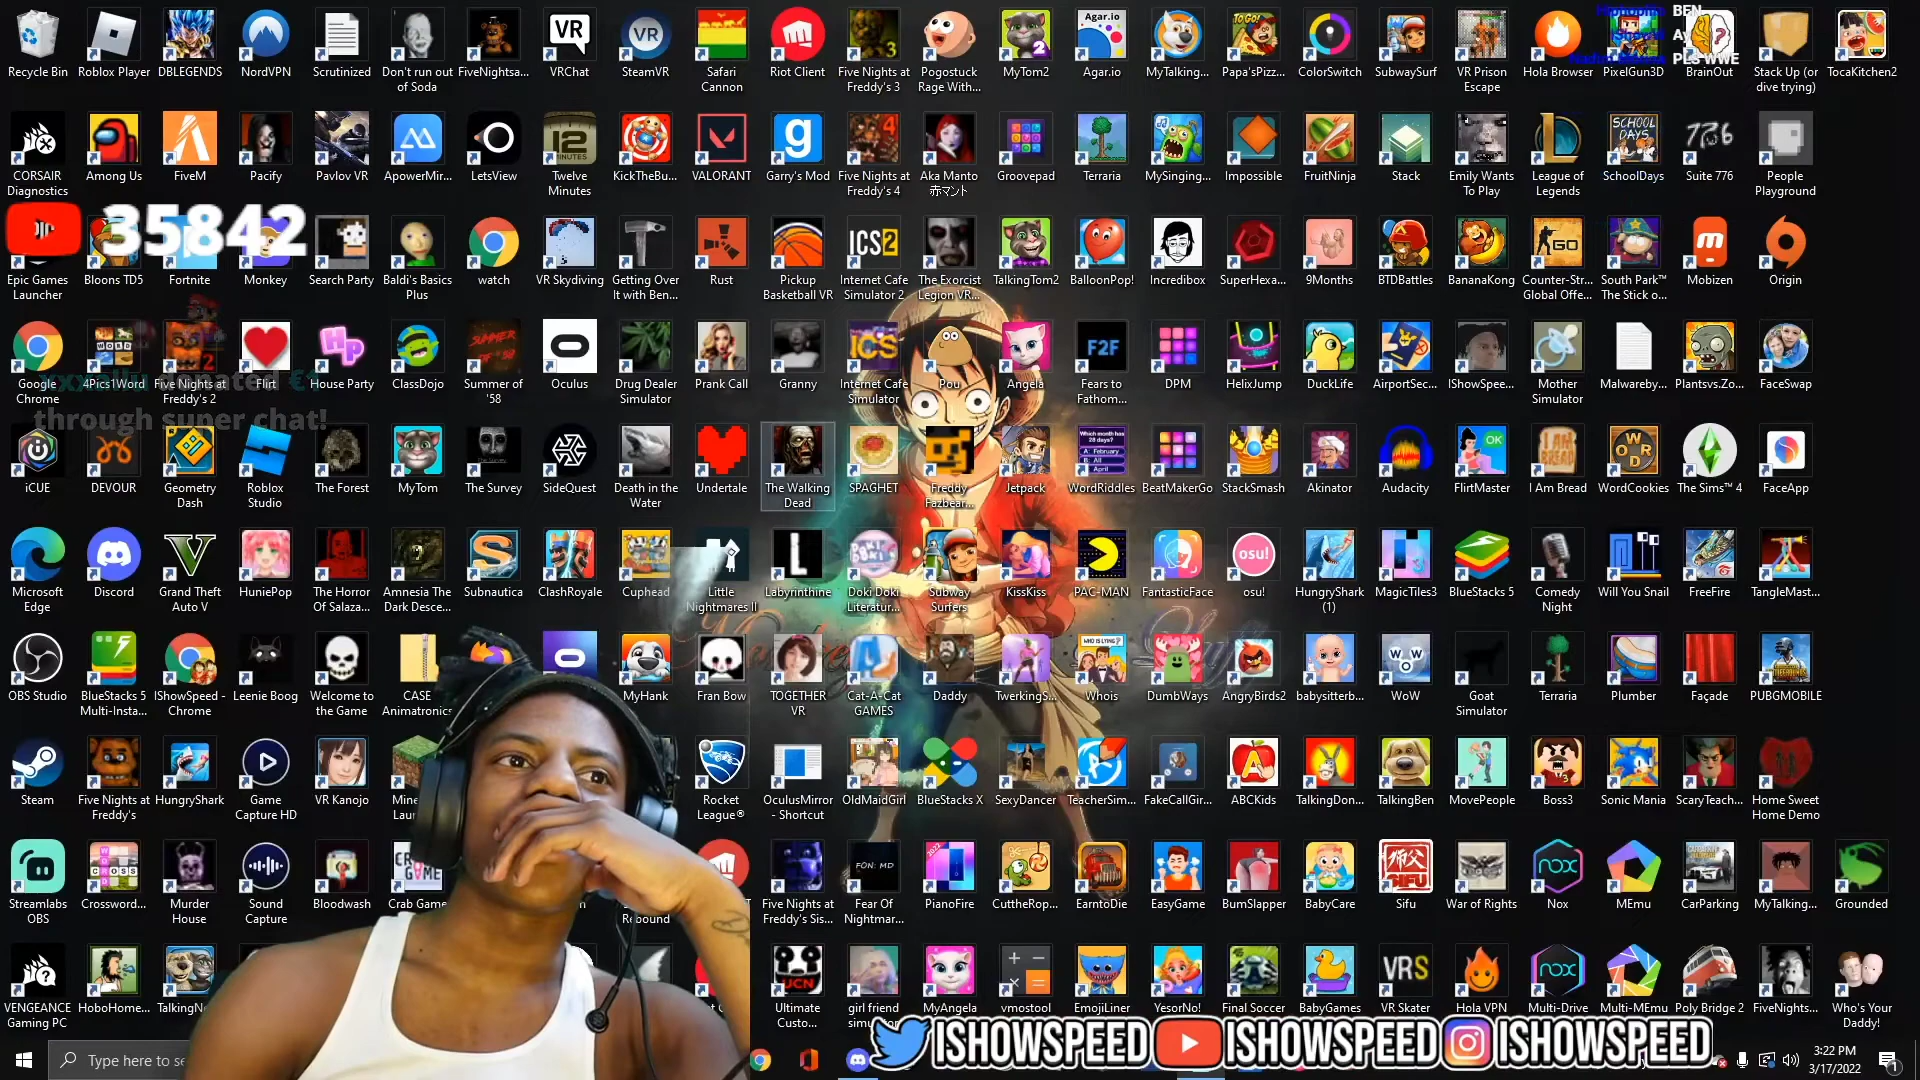 Recycle Bin
Roblox Player
DBLEGENDS
NordVPN
Scrutinized
Don't run out of Soda
FiveNightsa...
VRChat
SteamVR
Safari Cannon
Riot Client
Five Nights at Freddy's 3
Pogostuck Rage With...
MyTom2
Agar.io
MyTalking...
Papa'sPizz...
ColorSwitch
SubwaySurf
VR Prison Escape
Hola Browser
PixelGun3D
BrainOut
Stack Up (or dive trying)
TocaKitchen2
BEN
PLS WWE
CORSAIR Diagnostics
Among Us
FiveM
Pacify
Pavlov VR
ApowerMir...
LetsView
Twelve Minutes
KickTheBu...
VALORANT
Garry's Mod
Five Nights at Freddy's 4
Aka Manto 赤マント
Groovepad
Terraria
MySinging...
Impossible
FruitNinja
Stack
Emily Wants To Play
League of Legends
SchoolDays
Suite 776
People Playground
35842
Epic Games Launcher
Bloons TD5
Fortnite
Monkey
Search Party
Baldi's Basics Plus
watch
VR Skydiving
Getting Over It with Ben...
Rust
Pickup Basketball VR
Internet Cafe Simulator 2
The Exorcist Legion VR...
TalkingTom2
BalloonPop!
Incredibox
SuperHexa...
9Months
BTDBattles
BananaKong
Counter-Str... Global Offe...
South Park™ The Stick o...
Mobizen
Origin
Google Chrome
4Pics1Word
Five Nights at Freddy's 2
Flirt
House Party
ClassDojo
Summer of '58
Oculus
Drug Dealer Simulator
Prank Call
Granny
Internet Cafe Simulator
Pou
Angela
Fears to Fathom...
DPM
HelixJump
DuckLife
AirportSec...
IShowSpee...
Mother Simulator
Malwareby...
Plantsvs.Zo...
FaceSwap
donated €1
through super chat!
iCUE
DEVOUR
Geometry Dash
Roblox Studio
The Forest
MyTom
The Survey
SideQuest
Death in the Water
Undertale
The Walking Dead
SPAGHET
Freddy Fazbear...
Jetpack
WordRiddles
BeatMakerGo
StackSmash
Akinator
Audacity
FlirtMaster
I Am Bread
WordCookies
The Sims™ 4
FaceApp
Microsoft Edge
Discord
Grand Theft Auto V
HuniePop
The Horror Of Salaza...
Amnesia The Dark Desce...
Subnautica
ClashRoyale
Cuphead
Little Nightmares II
Labyrinthine
Doki Doki Literatur...
Subway Surfers
KissKiss
PAC-MAN
FantasticFace
osu!
HungryShark (1)
MagicTiles3
BlueStacks 5
Comedy Night
Will You Snail
FreeFire
TangleMast...
OBS Studio
BlueStacks 5 Multi-Insta...
IShowSpeed - Chrome
Leenie Boog
Welcome to the Game
CASE Animatronics
MyHank
Fran Bow
TOGETHER VR
Cat-A-Cat GAMES
Daddy
TwerkingS...
Whois
DumbWays
AngryBirds2
babysitterb...
WoW
Goat Simulator
Terraria
Plumber
Façade
PUBGMOBILE
Steam
Five Nights at Freddy's
HungryShark
Game Capture HD
VR Kanojo
Rocket League®
OculusMirror - Shortcut
OldMaidGirl
BlueStacks X
SexyDancer
TeacherSim...
FakeCallGir...
ABCKids
TalkingDon...
TalkingBen
MovePeople
Boss3
Sonic Mania
ScaryTeach...
Home Sweet Home Demo
Streamlabs OBS
Crossword...
Murder House
Sound Capture
Bloodwash
Crab Game
Rebound
Five Nights at Freddy's Sis...
Fear Of Nightmar...
PianoFire
CuttheRop...
EarntoDie
EasyGame
BumSlapper
BabyCare
Sifu
War of Rights
Nox
MEmu
CarParking
MyTalking...
Grounded
VENGEANCE Gaming PC
HoboHome...
Ultimate Custo...
girl friend
MyAngela
vmostool
EmojiLiner
YesorNo!
Final Soccer
BabyGames
VR Skater
Hola VPN
Multi-Drive
Multi-MEmu
Poly Bridge 2
FiveNights...
Who's Your Daddy!
ISHOWSPEED ISHOWSPEED ISHOWSPEED
Type here to
3:22 PM
3/17/2022